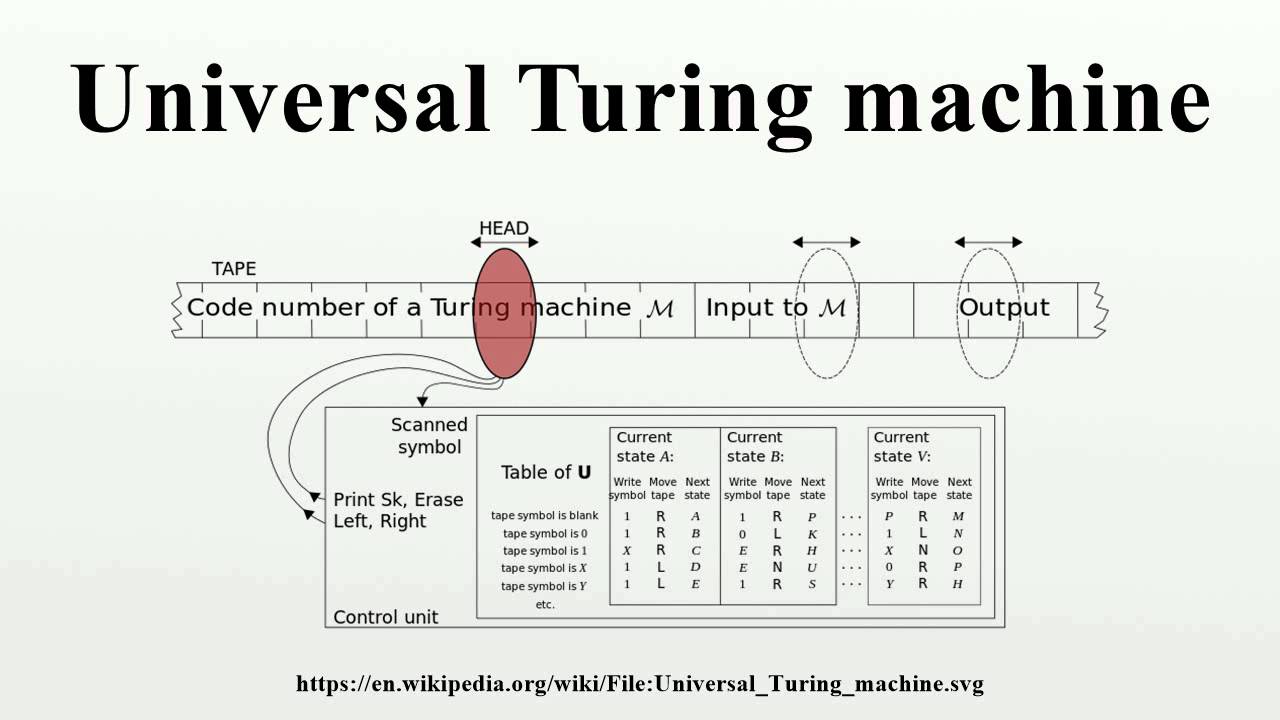 Universal Turing machine
HEAD
TAPE
Code number of a Turing machine ℳ Input to ℳ Output
Scanned
symbol
Print Sk, Erase
Left, Right
Control unit
Table of U
Current Current Current
state A: state B: state V:
Write Move Next Write Move Next Write Move Next
symbol tape state symbol tape state symbol tape state
tape symbol is blank 1 R A 1 R P · · · P R M
tape symbol is 0 1 R B 0 L K · · · 1 L N
tape symbol is 1 X R C E R H · · · X N O
tape symbol is X 1 L D E N U · · · 0 R P
tape symbol is Y 1 L E 1 R S · · · Y R H
etc.
https://en.wikipedia.org/wiki/File:Universal_Turing_machine.svg